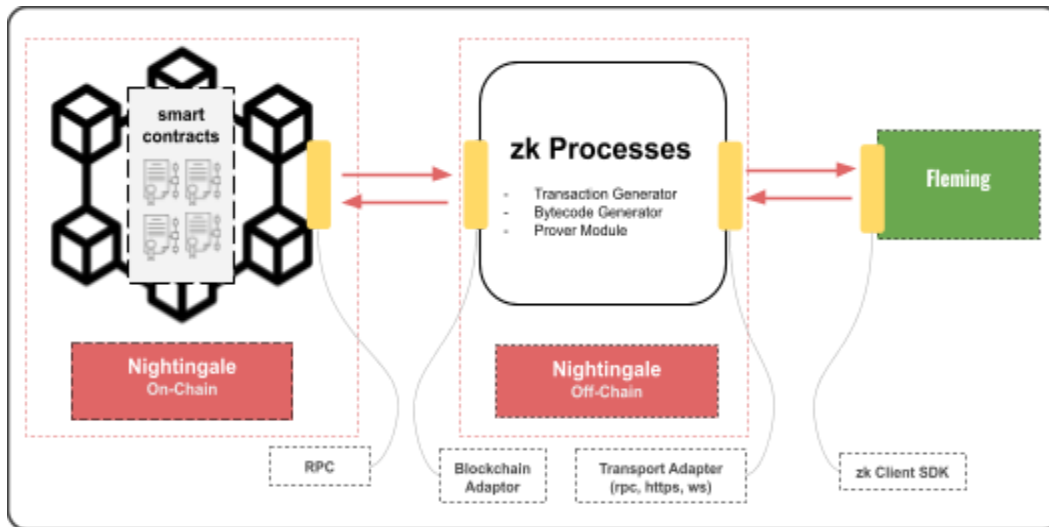 smart
contracts
Nightingale
On-Chain
zk Processes
- Transaction Generator
- Bytecode Generator
- Prover Module
Nightingale
Off-Chain
Fleming
RPC
Blockchain
Adaptor
Transport Adapter
(rpc, https, ws)
zk Client SDK